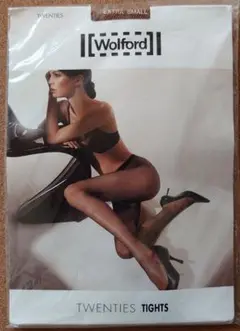 TWENTIES
EXTRA SMALL
Wolford
TWENTIES TIGHTS